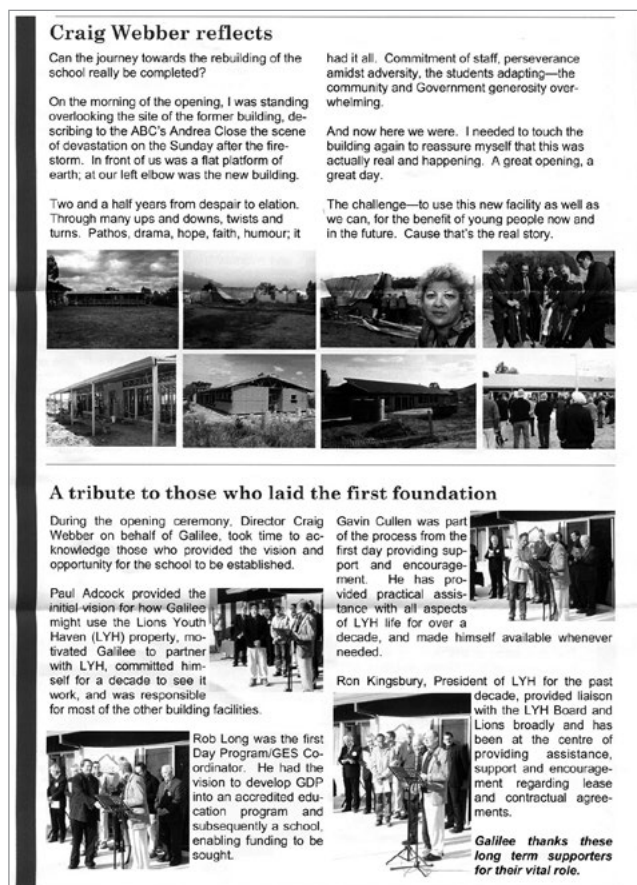 Craig Webber reflects
Can the journey towards the rebuilding of the
school really be completed?
On the morning of the opening, I was standing
overlooking the site of the former building, de-
scribing to the ABC's Andrea Close the scene
of devastation on the Sunday after the fire-
storm. In front of us was a flat platform of
earth; at our left elbow was the new building.
Two and a half years from despair to elation.
Through many ups and downs, twists and
turns. Pathos, drama, hope, faith, humour; it
had it all. Commitment of staff, perseverance
amidst adversity, the students adapting—the
community and Government generosity over-
whelming.
And now here we were. I needed to touch the
building again to reassure myself that this was
actually real and happening. A great opening, a
great day.
The challenge—to use this new facility as well as
we can, for the benefit of young people now and
in the future. Cause that's the real story.
A tribute to those who laid the first foundation
During the opening ceremony, Director Craig
Webber on behalf of Galilee, took time to ac-
knowledge those who provided the vision and
opportunity for the school to be established.
Paul Adcock provided the
initial vision for how Galilee
might use the Lions Youth
Haven (LYH) property, mo-
tivated Galilee to partner
with LYH, committed him-
self for a decade to see it
work, and was responsible
for most of the other building facilities.
Rob Long was the first
Day Program/GES Co-
ordinator. He had the
vision to develop GDP
into an accredited edu-
cation program and
subsequently a school,
enabling funding to be
sought.
Gavin Cullen was part
of the process from the
first day providing sup-
port and encourage-
ment. He has pro-
vided practical assis-
tance with all aspects
of LYH life for over a
decade, and made himself available whenever
needed.
Ron Kingsbury, President of LYH for the past
decade, provided liaison
with the LYH Board and
Lions broadly and has
been at the centre of
providing assistance,
support and encourage-
ment regarding lease
and contractual agree-
ments.
Galilee thanks these
long term supporters
for their vital role.